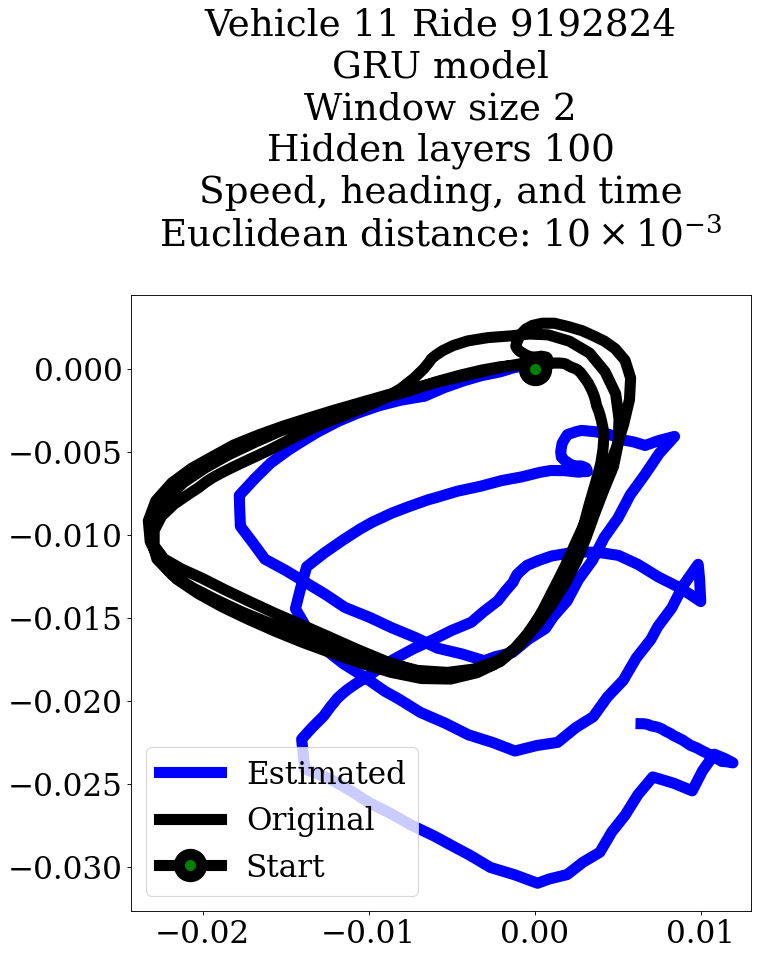 Vehicle 11 Ride 9192824
GRU model
Window size 2
Hidden layers 100
Speed, heading, and time
Euclidean distance: 10 × 10⁻³
0.000
−0.005
−0.010
−0.015
−0.020
−0.025
−0.030
Estimated
Original
Start
−0.02 −0.01 0.00 0.01